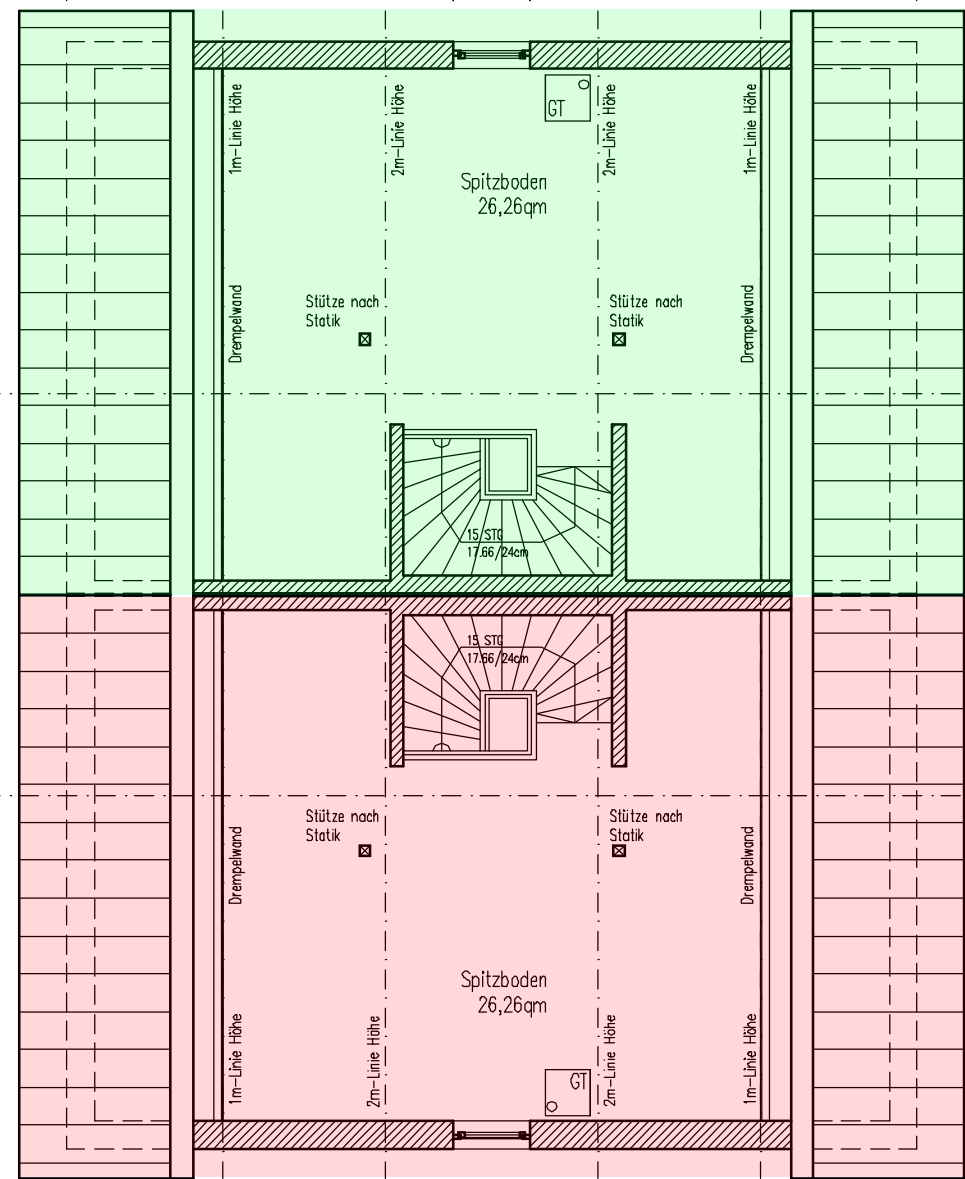 1m-Linie Höhe
2m-Linie Höhe
GT
2m-Linie Höhe
1m-Linie Höhe
Spitzboden
26,26qm
Drempelwand
Stütze nach
Statik
Stütze nach
Statik
Drempelwand
15 STG
17.66/24cm
15 STG
17.66/24cm
Drempelwand
Stütze nach
Statik
Stütze nach
Statik
Drempelwand
Spitzboden
26,26qm
1m-Linie Höhe
2m-Linie Höhe
GT
2m-Linie Höhe
1m-Linie Höhe